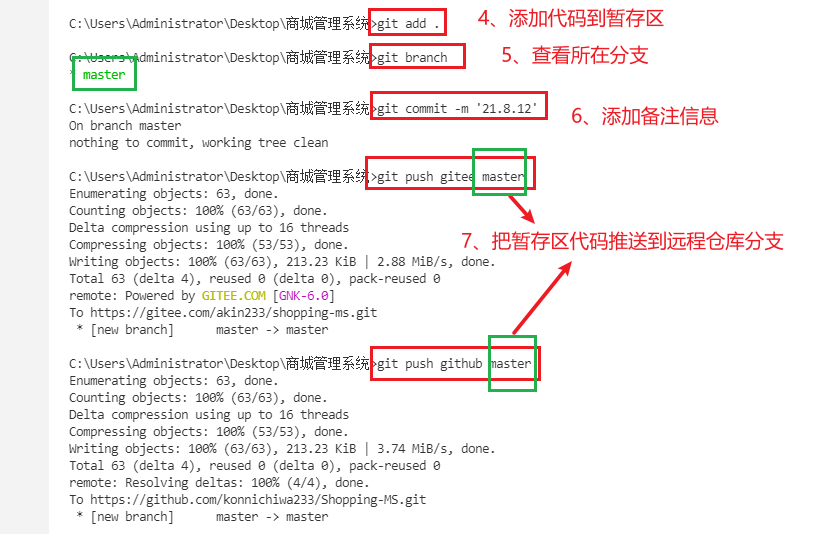 C:\Users\Administrator\Desktop\商城管理系统>git add .
4、添加代码到暂存区
C:\Users\Administrator\Desktop\商城管理系统>git branch
5、查看所在分支
* master
C:\Users\Administrator\Desktop\商城管理系统>git commit -m '21.8.12'
6、添加备注信息
On branch master
nothing to commit, working tree clean
C:\Users\Administrator\Desktop\商城管理系统>git push gitee master
Enumerating objects: 63, done.
Counting objects: 100% (63/63), done.
Delta compression using up to 16 threads
7、把暂存区代码推送到远程仓库分支
Compressing objects: 100% (53/53), done.
Writing objects: 100% (63/63), 213.23 KiB | 2.88 MiB/s, done.
Total 63 (delta 4), reused 0 (delta 0), pack-reused 0
remote: Powered by GITEE.COM [GNK-6.0]
To https://gitee.com/akin233/shopping-ms.git
* [new branch] master -> master
C:\Users\Administrator\Desktop\商城管理系统>git push github master
Enumerating objects: 63, done.
Counting objects: 100% (63/63), done.
Delta compression using up to 16 threads
Compressing objects: 100% (53/53), done.
Writing objects: 100% (63/63), 213.23 KiB | 3.74 MiB/s, done.
Total 63 (delta 4), reused 0 (delta 0), pack-reused 0
remote: Resolving deltas: 100% (4/4), done.
To https://github.com/konnichiwa233/Shopping-MS.git
* [new branch] master -> master